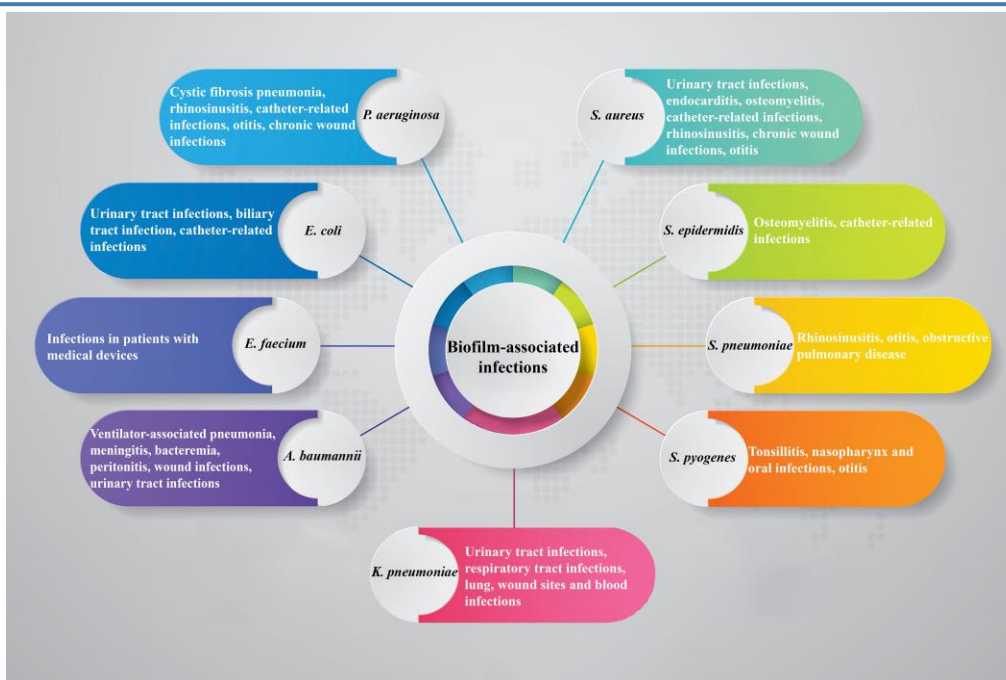 Cystic fibrosis pneumonia,
rhinosinusitis, catheter-related
infections, otitis, chronic wound
infections
P. aeruginosa
S. aureus
Urinary tract infections,
endocarditis, osteomyelitis,
catheter-related infections,
rhinosinusitis, chronic wound
infections, otitis
Urinary tract infections, biliary
tract infection, catheter-related
infections
E. coli
S. epidermidis
Osteomyelitis, catheter-related
infections
Infections in patients with
medical devices
E. faecium
Biofilm-associated
infections
S. pneumoniae
Rhinosinusitis, otitis, obstructive
pulmonary disease
Ventilator-associated pneumonia,
meningitis, bacteremia,
peritonitis, wound infections,
urinary tract infections
A. baumannii
S. pyogenes
Tonsillitis, nasopharynx and
oral infections, otitis
K. pneumoniae
Urinary tract infections,
respiratory tract infections,
lung, wound sites and blood
infections